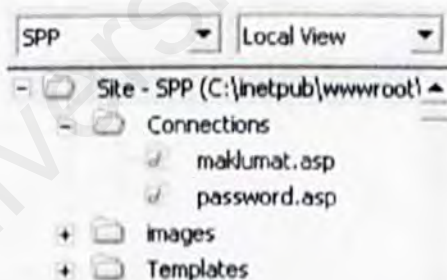 SPP Local View
Site - SPP (C:\Inetpub\wwwroot\
Connections
maklumat.asp
password.asp
images
Templates